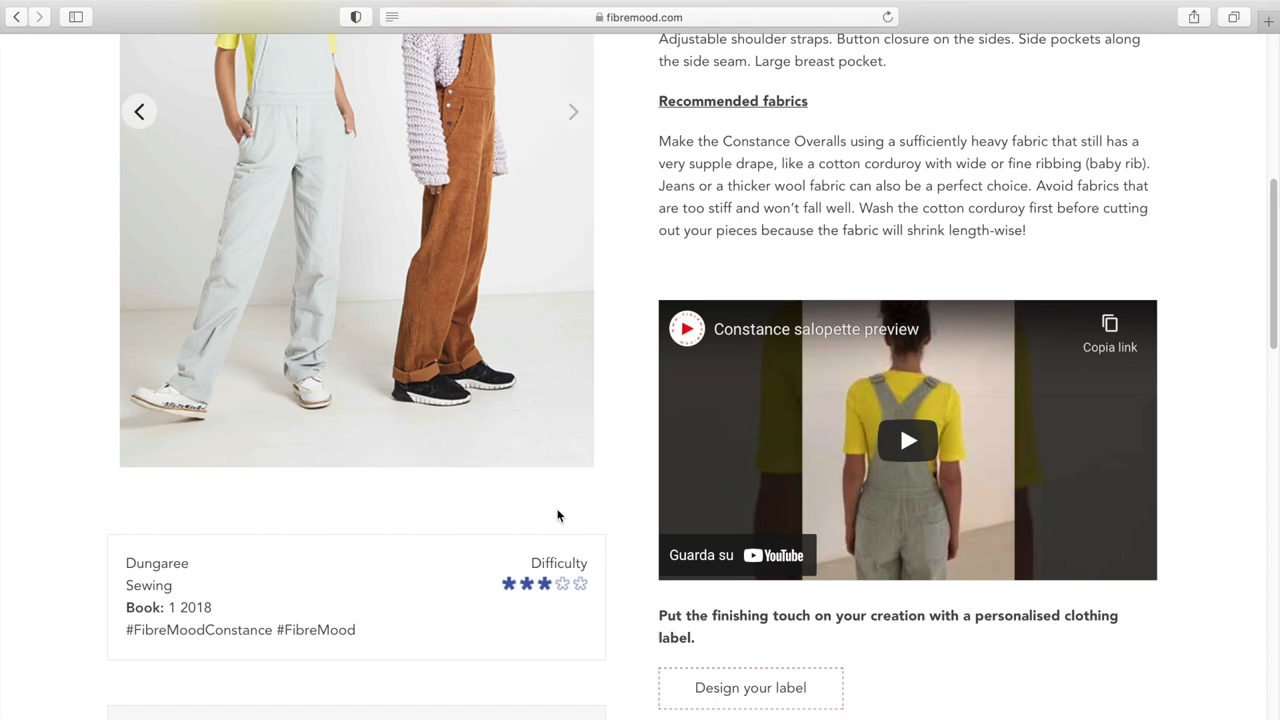 fibremood.com
Adjustable shoulder straps. Button closure on the sides. Side pockets along
the side seam. Large breast pocket.
Recommended fabrics
Make the Constance Overalls using a sufficiently heavy fabric that still has a
very supple drape, like a cotton corduroy with wide or fine ribbing (baby rib).
Jeans or a thicker wool fabric can also be a perfect choice. Avoid fabrics that
are too stiff and won’t fall well. Wash the cotton corduroy first before cutting
out your pieces because the fabric will shrink length-wise!
Constance salopette preview
Copia link
Guarda su YouTube
Dungaree
Difficulty
Sewing
Book: 1 2018
#FibreMoodConstance #FibreMood
Put the finishing touch on your creation with a personalised clothing
label.
Design your label